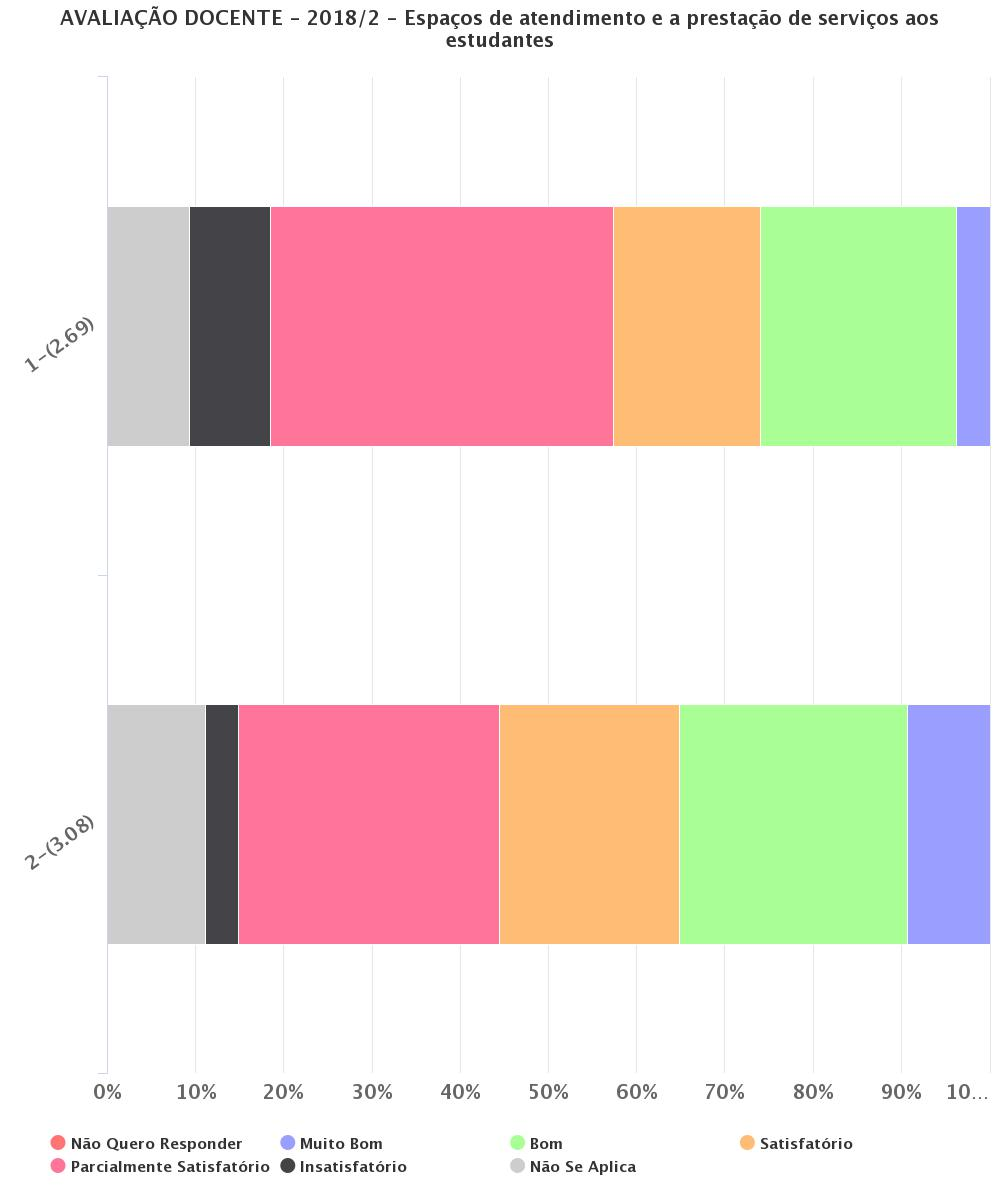 AVALIAÇÃO DOCENTE – 2018/2 – Espaços de atendimento e a prestação de serviços aos
estudantes
1–(2.69)
2–(3.08)
0% 10% 20% 30% 40% 50% 60% 70% 80% 90% 10...
Não Quero Responder Muito Bom Bom Satisfatório
Parcialmente Satisfatório Insatisfatório Não Se Aplica